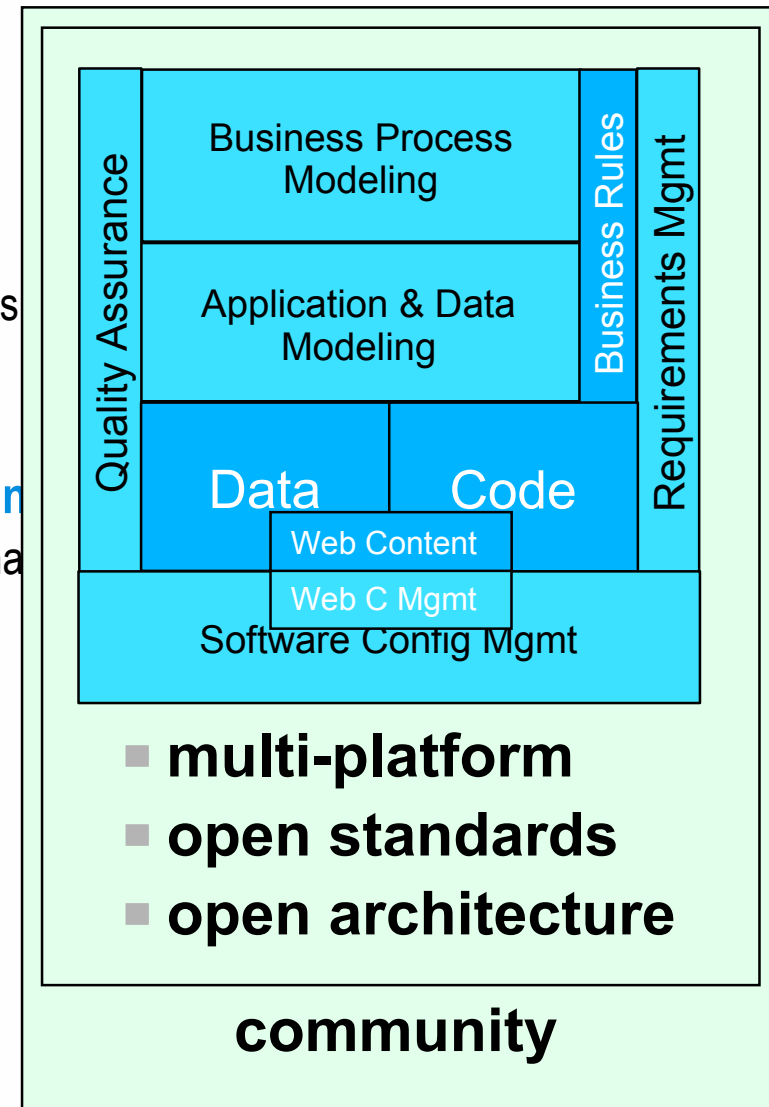 Quality Assurance
Business Process
Modeling
Business Rules
Requirements Mgmt
Application & Data
Modeling
Data
Code
Web Content
Web C Mgmt
Software Config Mgmt
multi-platform
open standards
open architecture
community